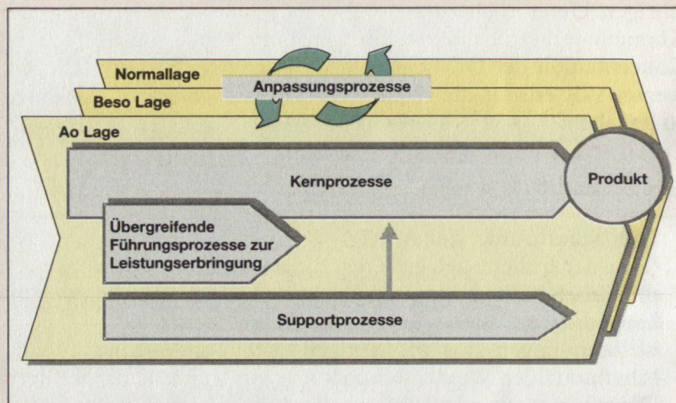 Normallage
Anpassungsprozesse
Beso Lage
Ao Lage
Kernprozesse
Produkt
Übergreifende
Führungsprozesse zur
Leistungserbringung
Supportprozesse